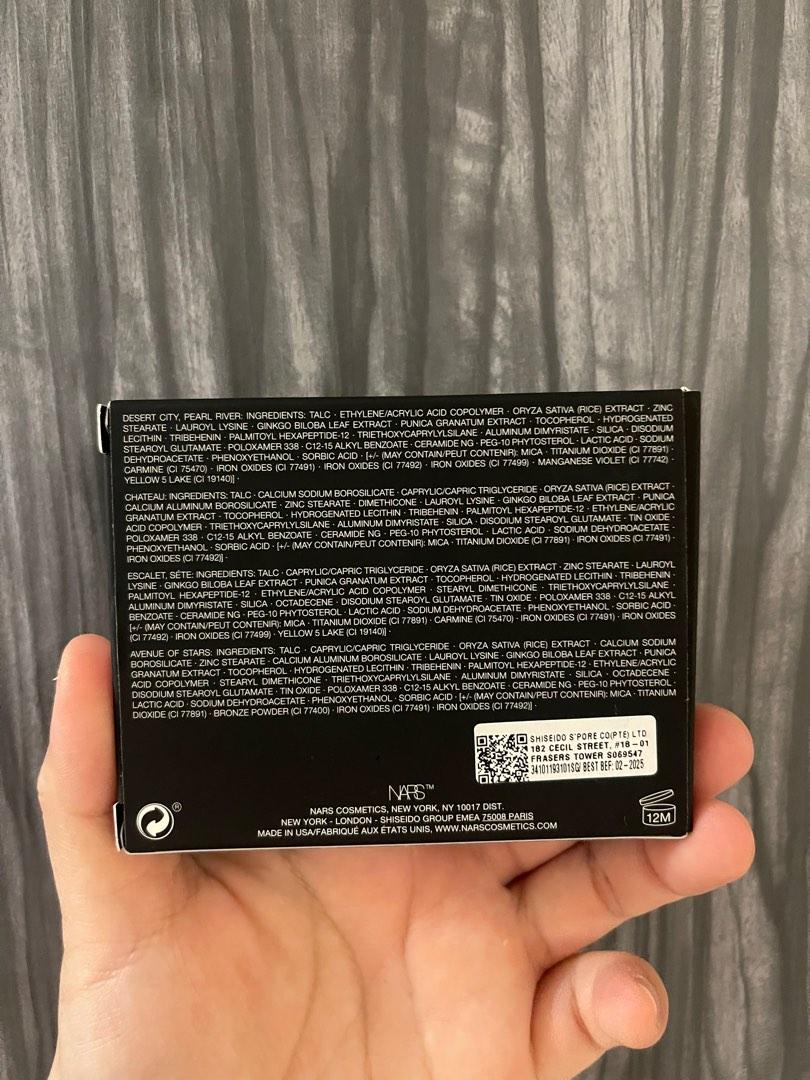 DESERT CITY, PEARL RIVER: INGREDIENTS: TALC · ETHYLENE/ACRYLIC ACID COPOLYMER · ORYZA SATIVA (RICE) EXTRACT · ZINC
STEARATE · LAUROYL LYSINE · GINKGO BILOBA LEAF EXTRACT · PUNICA GRANATUM EXTRACT · TOCOPHEROL · HYDROGENATED
LECITHIN · TRIBEHENIN · PALMITOYL HEXAPEPTIDE-12 · TRIETHOXYCAPRYLYLSILANE · ALUMINUM DIMYRISTATE · SILICA · DISODIUM
STEAROYL GLUTAMATE · POLOXAMER 338 · C12-15 ALKYL BENZOATE · CERAMIDE NG · PEG-10 PHYTOSTEROL · LACTIC ACID · SODIUM
DEHYDROACETATE · PHENOXYETHANOL · SORBIC ACID · [+/- (MAY CONTAIN/PEUT CONTENIR): MICA · TITANIUM DIOXIDE (CI 77891) ·
CARMINE (CI 75470) · IRON OXIDES (CI 77491) · IRON OXIDES (CI 77492) · IRON OXIDES (CI 77499) · MANGANESE VIOLET (CI 77742) ·
YELLOW 5 LAKE (CI 19140)] ·
CHATEAU: INGREDIENTS: TALC · CALCIUM SODIUM BOROSILICATE · CAPRYLIC/CAPRIC TRIGLYCERIDE · ORYZA SATIVA (RICE) EXTRACT ·
CALCIUM ALUMINUM BOROSILICATE · ZINC STEARATE · DIMETHICONE · LAUROYL LYSINE · GINKGO BILOBA LEAF EXTRACT · PUNICA
GRANATUM EXTRACT · TOCOPHEROL · HYDROGENATED LECITHIN · TRIBEHENIN · PALMITOYL HEXAPEPTIDE-12 · ETHYLENE/ACRYLIC
ACID COPOLYMER · TRIETHOXYCAPRYLYLSILANE · ALUMINUM DIMYRISTATE · SILICA · DISODIUM STEAROYL GLUTAMATE · TIN OXIDE ·
POLOXAMER 338 · C12-15 ALKYL BENZOATE · CERAMIDE NG · PEG-10 PHYTOSTEROL · LACTIC ACID · SODIUM DEHYDROACETATE ·
PHENOXYETHANOL · SORBIC ACID · [+/- (MAY CONTAIN/PEUT CONTENIR): MICA · TITANIUM DIOXIDE (CI 77891) · IRON OXIDES (CI 77491) ·
IRON OXIDES (CI 77492)] ·
ESCALET, SÉTE: INGREDIENTS: TALC · CAPRYLIC/CAPRIC TRIGLYCERIDE · ORYZA SATIVA (RICE) EXTRACT · ZINC STEARATE · LAUROYL
LYSINE · GINKGO BILOBA LEAF EXTRACT · PUNICA GRANATUM EXTRACT · TOCOPHEROL · HYDROGENATED LECITHIN · TRIBEHENIN ·
PALMITOYL HEXAPEPTIDE-12 · ETHYLENE/ACRYLIC ACID COPOLYMER · STEARYL DIMETHICONE · TRIETHOXYCAPRYLYLSILANE ·
ALUMINUM DIMYRISTATE · SILICA · OCTADECENE · DISODIUM STEAROYL GLUTAMATE · TIN OXIDE · POLOXAMER 338 · C12-15 ALKYL
BENZOATE · CERAMIDE NG · PEG-10 PHYTOSTEROL · LACTIC ACID · SODIUM DEHYDROACETATE · PHENOXYETHANOL · SORBIC ACID ·
[+/- (MAY CONTAIN/PEUT CONTENIR): MICA · TITANIUM DIOXIDE (CI 77891) · CARMINE (CI 75470) · IRON OXIDES (CI 77491) · IRON OXIDES
(CI 77492) · IRON OXIDES (CI 77499) · YELLOW 5 LAKE (CI 19140)] ·
AVENUE OF STARS: INGREDIENTS: TALC · CAPRYLIC/CAPRIC TRIGLYCERIDE · ORYZA SATIVA (RICE) EXTRACT · CALCIUM SODIUM
BOROSILICATE · ZINC STEARATE · CALCIUM ALUMINUM BOROSILICATE · LAUROYL LYSINE · GINKGO BILOBA LEAF EXTRACT · PUNICA
GRANATUM EXTRACT · TOCOPHEROL · HYDROGENATED LECITHIN · TRIBEHENIN · PALMITOYL HEXAPEPTIDE-12 · ETHYLENE/ACRYLIC
ACID COPOLYMER · STEARYL DIMETHICONE · TRIETHOXYCAPRYLYLSILANE · ALUMINUM DIMYRISTATE · SILICA · OCTADECENE ·
DISODIUM STEAROYL GLUTAMATE · TIN OXIDE · POLOXAMER 338 · C12-15 ALKYL BENZOATE · CERAMIDE NG · PEG-10 PHYTOSTEROL ·
LACTIC ACID · SODIUM DEHYDROACETATE · PHENOXYETHANOL · SORBIC ACID · [+/- (MAY CONTAIN/PEUT CONTENIR): MICA · TITANIUM
DIOXIDE (CI 77891) · BRONZE POWDER (CI 77400) · IRON OXIDES (CI 77491) · IRON OXIDES (CI 77492)] ·
SHISEIDO S'PORE CO(PTE) LTD
182 CECIL STREET, #18-01
FRASERS TOWER S069547
34101193101SG/ BEST BEF: 02-2025
NARS™
NARS COSMETICS, NEW YORK, NY 10017 DIST.
NEW YORK - LONDON - SHISEIDO GROUP EMEA 75008 PARIS
MADE IN USA/FABRIQUÉ AUX ÉTATS UNIS, WWW.NARSCOSMETICS.COM
®
12M